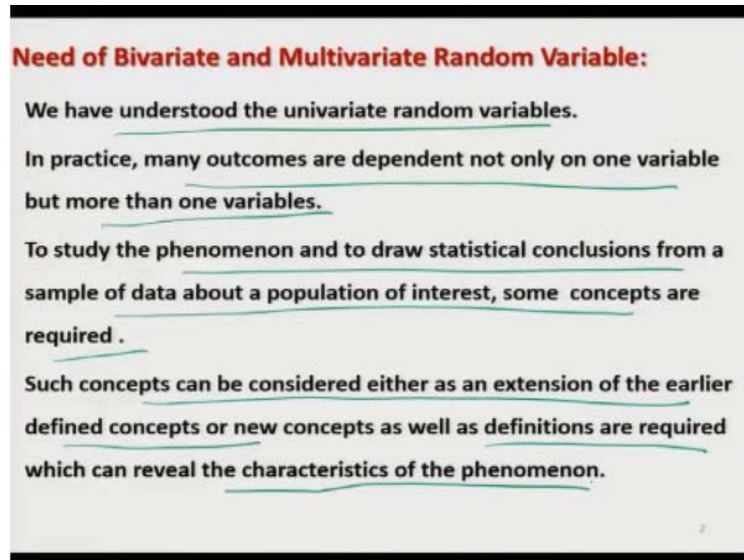 Need of Bivariate and Multivariate Random Variable:
We have understood the univariate random variables.
In practice, many outcomes are dependent not only on one variable
but more than one variables.
To study the phenomenon and to draw statistical conclusions from a
sample of data about a population of interest, some concepts are
required .
Such concepts can be considered either as an extension of the earlier
defined concepts or new concepts as well as definitions are required
which can reveal the characteristics of the phenomenon.
2